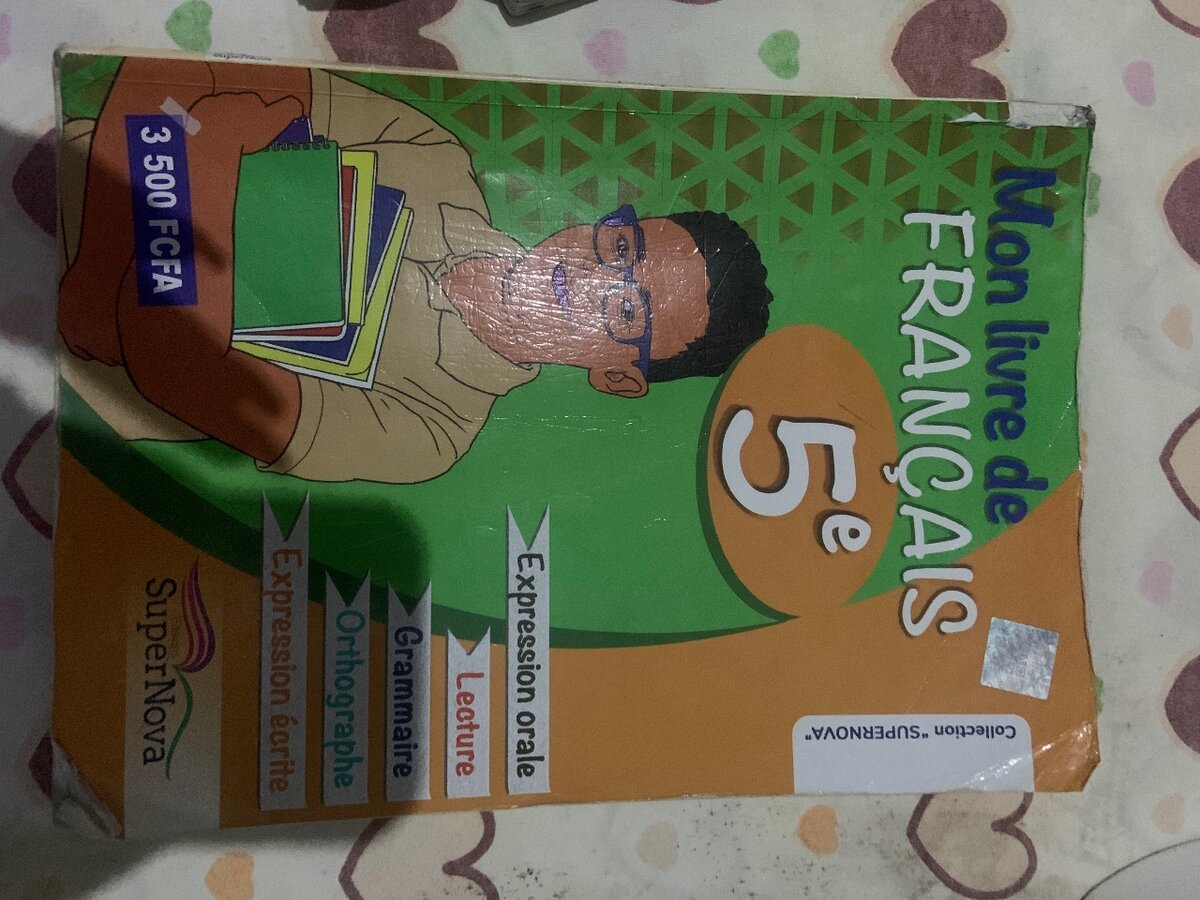 Collection "SUPERNOVA"
Mon livre de
FRANÇAIS
5e
Expression orale
Lecture
Grammaire
Orthographe
Expression écrite
SuperNova
3 500 FCFA